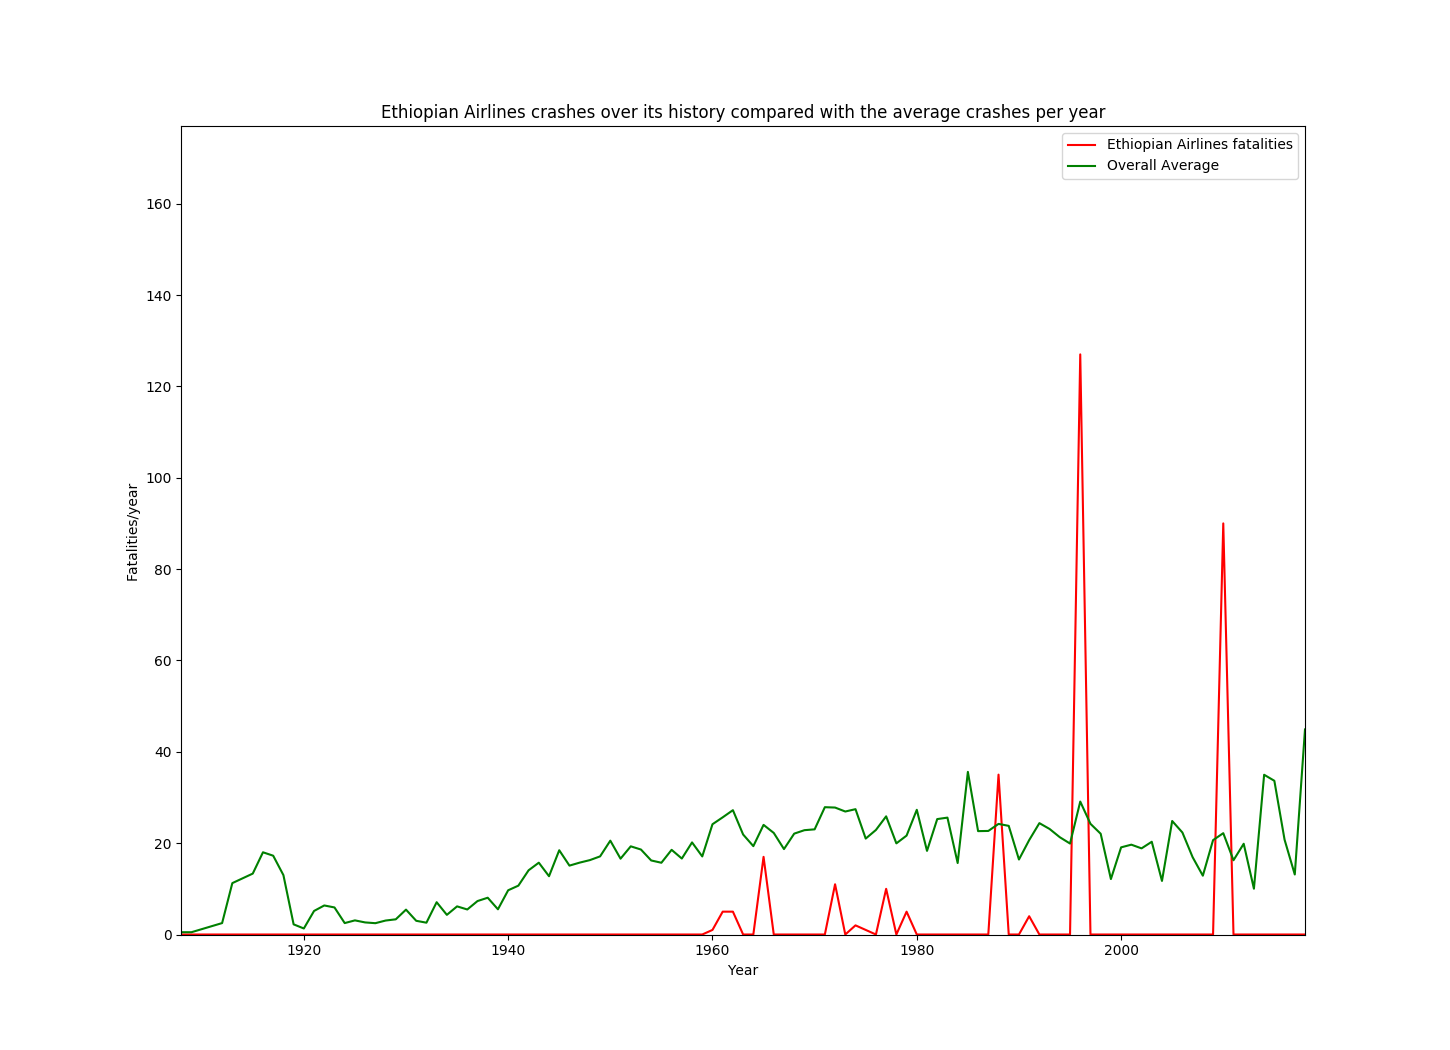 Ethiopian Airlines crashes over its history compared with the average crashes per year
Ethiopian Airlines fatalities
Overall Average
160
140
120
100
80
60
40
20
0
Fatalities/year
1920 1940 1960 1980 2000
Year